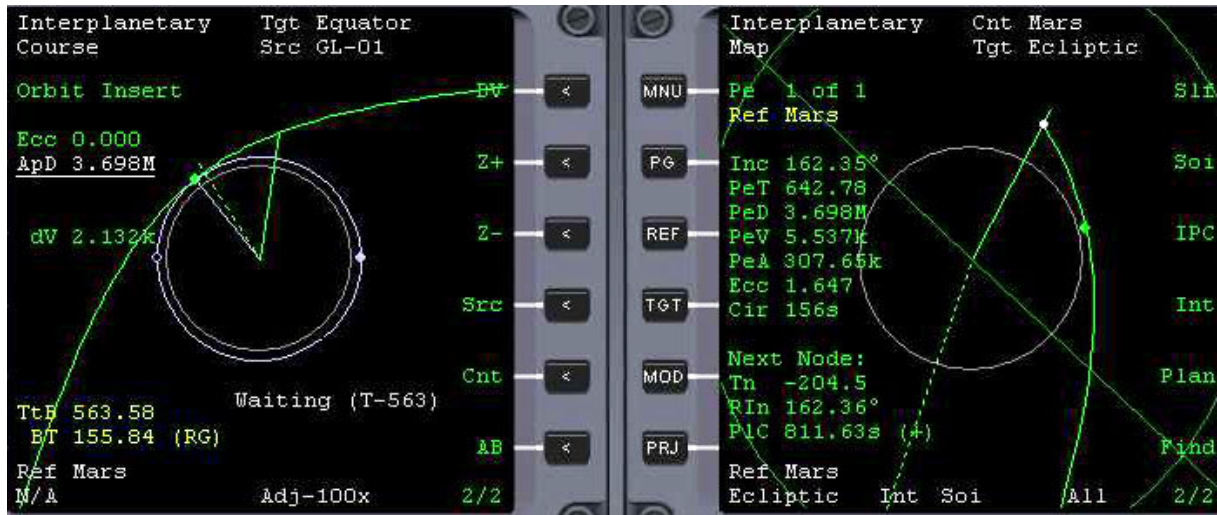 Interplanetary Tgt Equator
Course Src GL-01
Orbit Insert
Ecc 0.000
ApD 3.698M
dV 2.132k
TtB 563.58
BT 155.84 (RG)
Waiting (T-563)
Ref Mars
N/A Adj-100x 2/2
DV
Z+
Z-
Src
Cnt
AB
<
<
<
<
<
<
MNU
PG
REF
TGT
MOD
PRJ
Interplanetary Cnt Mars
Map Tgt Ecliptic
Pe 1 of 1
Ref Mars
Inc 162.35°
PeT 642.78
PeD 3.698M
PeV 5.537k
PeA 307.65k
Ecc 1.647
Cir 156s
Next Node:
Tn -204.5
RIn 162.36°
PlC 811.63s (+)
Ref Mars
Ecliptic Int Soi All 2/2
Slf
Soi
IPC
Int
Plan
Find